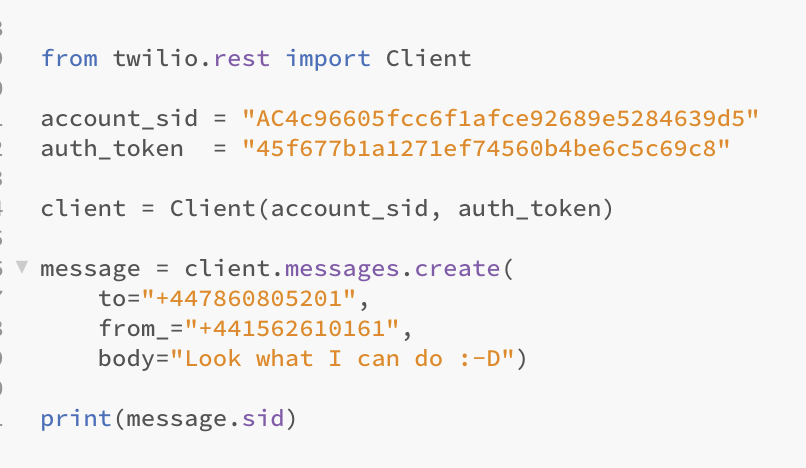 from twilio.rest import Client
account_sid = "AC4c96605fcc6f1afce92689e5284639d5"
auth_token  = "45f677b1a1271ef74560b4be6c5c69c8"
client = Client(account_sid, auth_token)
message = client.messages.create(
    to="+447860805201",
    from_="+441562610161",
    body="Look what I can do :-D")
print(message.sid)